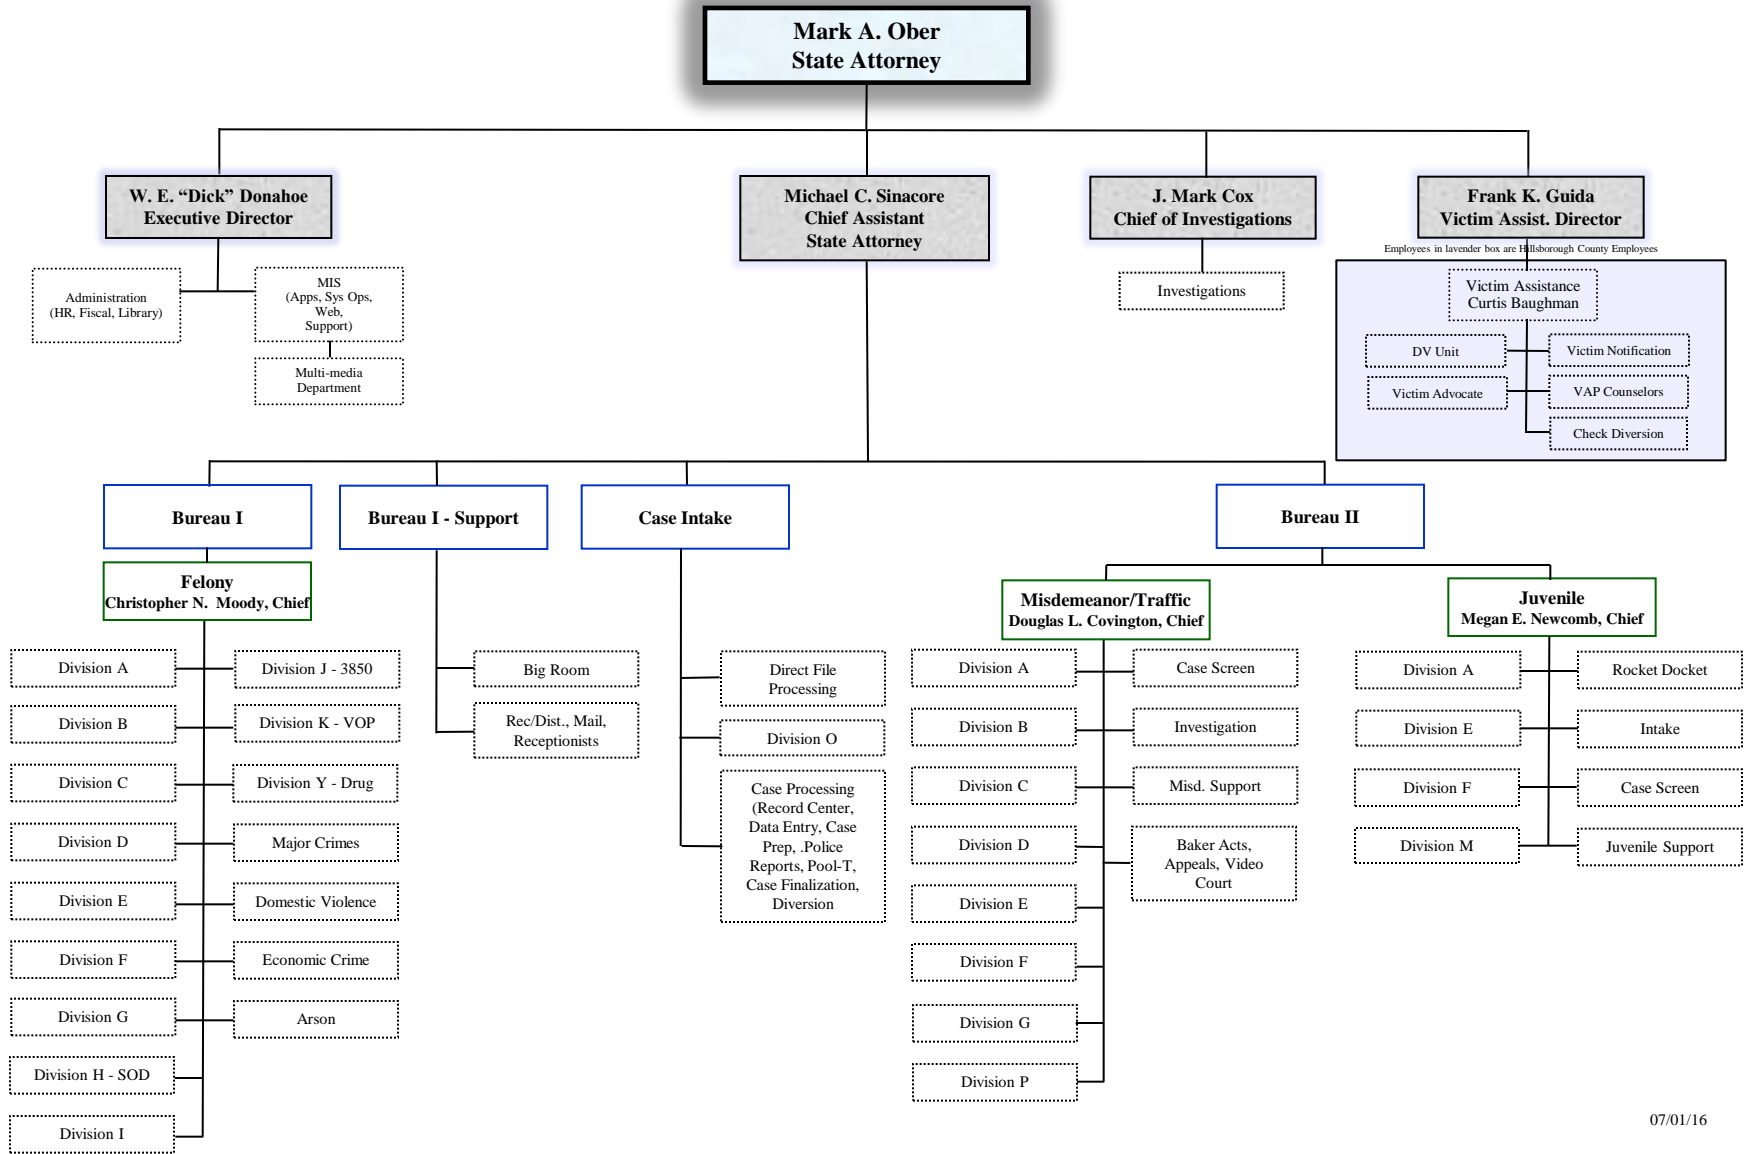 Mark A. Ober
State Attorney
W. E. “Dick” Donahoe
Executive Director
Michael C. Sinacore
Chief Assistant
State Attorney
J. Mark Cox
Chief of Investigations
Frank K. Guida
Victim Assist. Director
Employees in lavender box are Hillsborough County Employees
Administration
(HR, Fiscal, Library)
MIS
(Apps, Sys Ops,
Web,
Support)
Multi-media
Department
Investigations
Victim Assistance
Curtis Baughman
DV Unit
Victim Notification
Victim Advocate
VAP Counselors
Check Diversion
Bureau I
Bureau I - Support
Case Intake
Bureau II
Felony
Christopher N.  Moody, Chief
Division A
Division J - 3850
Division B
Division K - VOP
Division C
Division Y - Drug
Division D
Major Crimes
Division E
Domestic Violence
Division F
Economic Crime
Division G
Arson
Division H - SOD
Division I
Big Room
Rec/Dist., Mail,
Receptionists
Direct File
Processing
Division O
Case Processing
(Record Center,
Data Entry, Case
Prep, .Police
Reports, Pool-T,
Case Finalization,
Diversion
Misdemeanor/Traffic
Douglas L. Covington, Chief
Division A
Case Screen
Division B
Investigation
Division C
Misd. Support
Division D
Baker Acts,
Appeals, Video
Court
Division E
Division F
Division G
Division P
Juvenile
Megan E. Newcomb, Chief
Division A
Rocket Docket
Division E
Intake
Division F
Case Screen
Division M
Juvenile Support
07/01/16